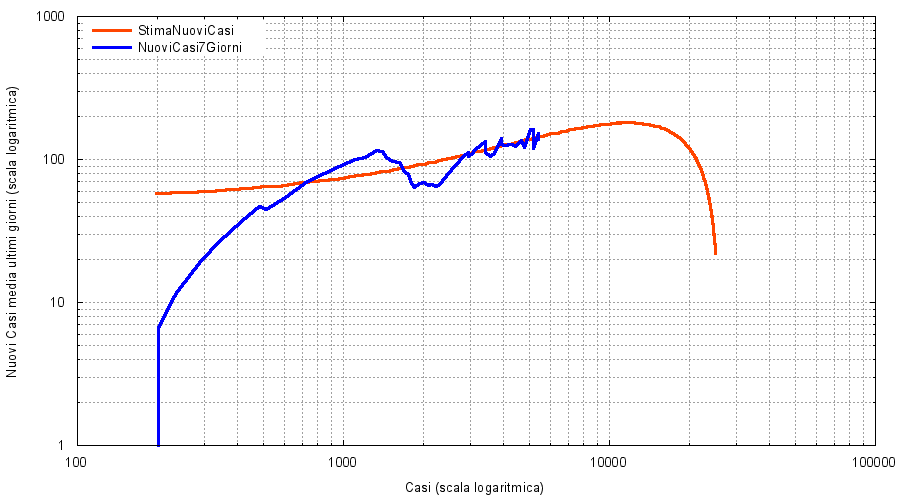 1000
StimaNuoviCasi
NuoviCasi7Giorni
100
10
1
Nuovi Casi media ultimi giorni (scala logaritmica)
100
1000
10000
100000
Casi (scala logaritmica)